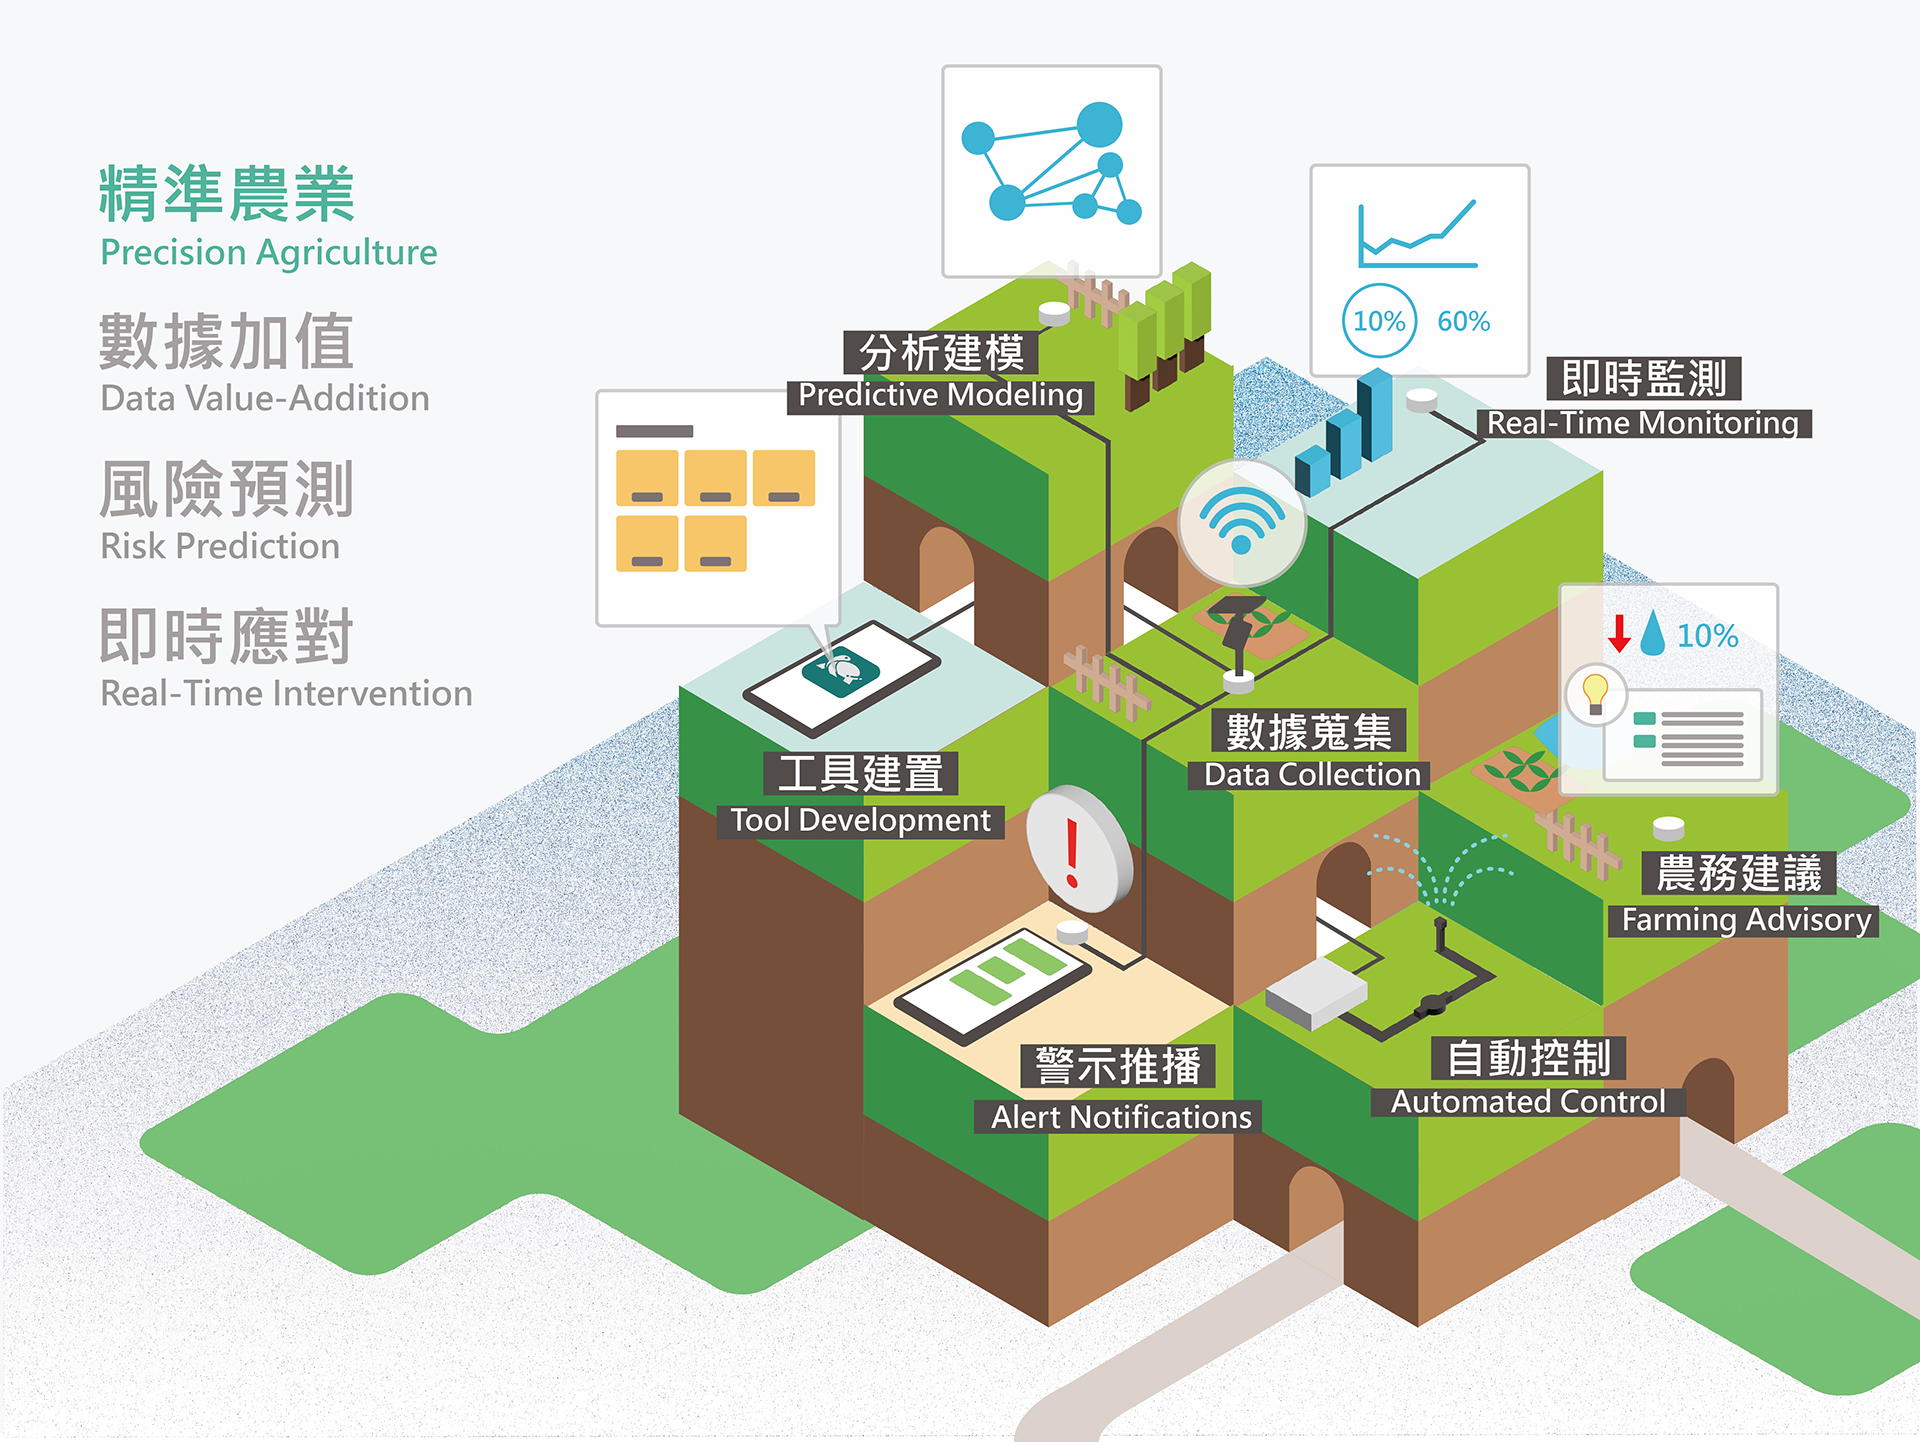 精準農業
Precision Agriculture
數據加值
Data Value-Addition
風險預測
Risk Prediction
即時應對
Real-Time Intervention
分析建模
Predictive Modeling
10% 60%
即時監測
Real-Time Monitoring
10%
工具建置
Tool Development
數據蒐集
Data Collection
!
農務建議
Farming Advisory
警示推播
Alert Notifications
自動控制
Automated Control